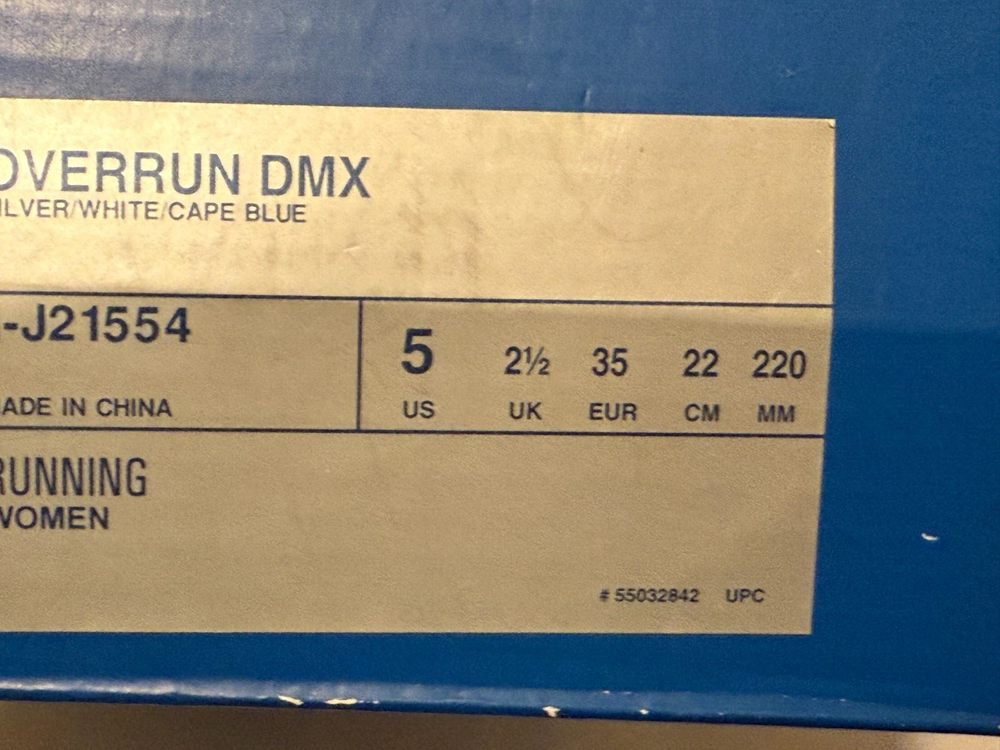 OVERRUN DMX
ILVER/WHITE/CAPE BLUE
-J21554
ADE IN CHINA
5 2½ 35 22 220
US UK EUR CM MM
RUNNING
WOMEN
# 55032842 UPC